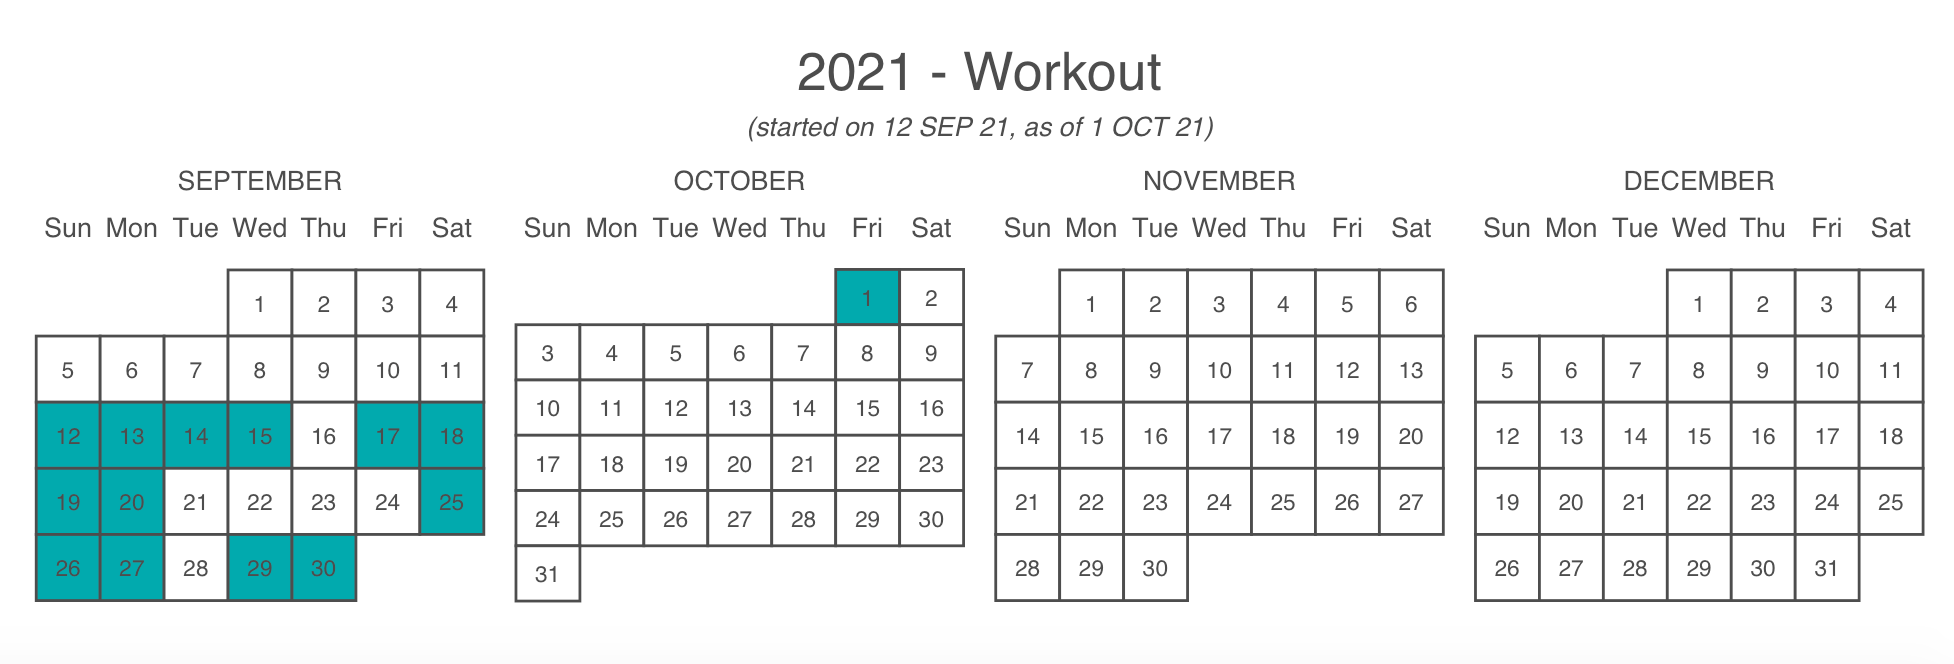 2021 - Workout
(started on 12 SEP 21, as of 1 OCT 21)
SEPTEMBER
Sun Mon Tue Wed Thu Fri Sat
1 2 3 4
5 6 7 8 9 10 11
12 13 14 15 16 17 18
19 20 21 22 23 24 25
26 27 28 29 30
OCTOBER
Sun Mon Tue Wed Thu Fri Sat
1 2
3 4 5 6 7 8 9
10 11 12 13 14 15 16
17 18 19 20 21 22 23
24 25 26 27 28 29 30
31
NOVEMBER
Sun Mon Tue Wed Thu Fri Sat
1 2 3 4 5 6
7 8 9 10 11 12 13
14 15 16 17 18 19 20
21 22 23 24 25 26 27
28 29 30
DECEMBER
Sun Mon Tue Wed Thu Fri Sat
1 2 3 4
5 6 7 8 9 10 11
12 13 14 15 16 17 18
19 20 21 22 23 24 25
26 27 28 29 30 31